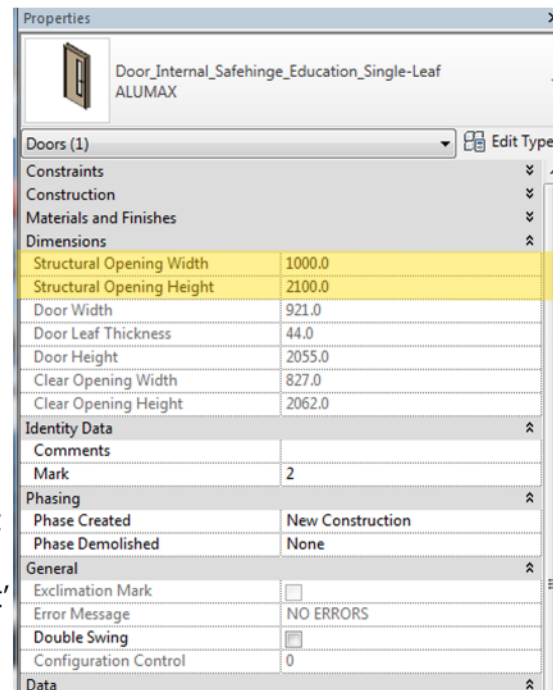 Properties
Door_Internal_Safehinge_Education_Single-Leaf
ALUMAX
Doors (1) Edit Type
Constraints
Construction
Materials and Finishes
Dimensions
Structural Opening Width 1000.0
Structural Opening Height 2100.0
Door Width 921.0
Door Leaf Thickness 44.0
Door Height 2055.0
Clear Opening Width 827.0
Clear Opening Height 2062.0
Identity Data
Comments
Mark 2
Phasing
Phase Created New Construction
Phase Demolished None
General
Exclimation Mark
Error Message NO ERRORS
Double Swing
Configuration Control 0
Data